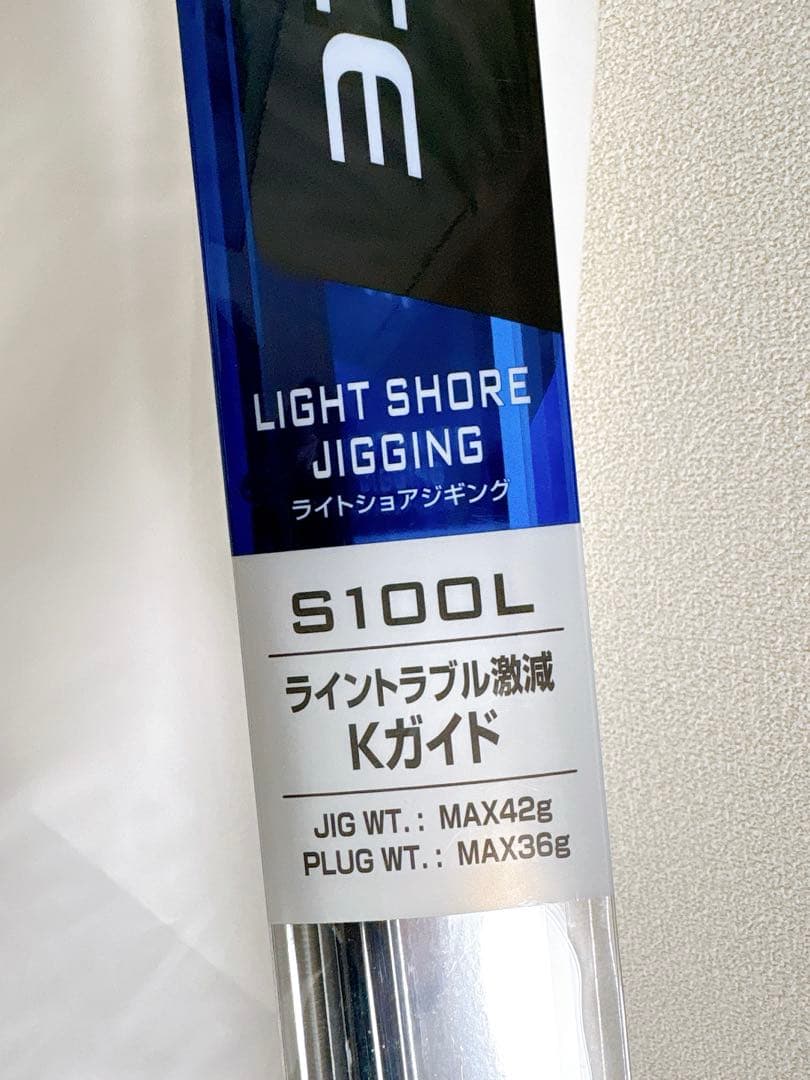 LIGHT SHORE
JIGGING
ライトショアジギング
S100L
ライントラブル激減
Kガイド
JIG WT.: MAX42g
PLUG WT.: MAX36g